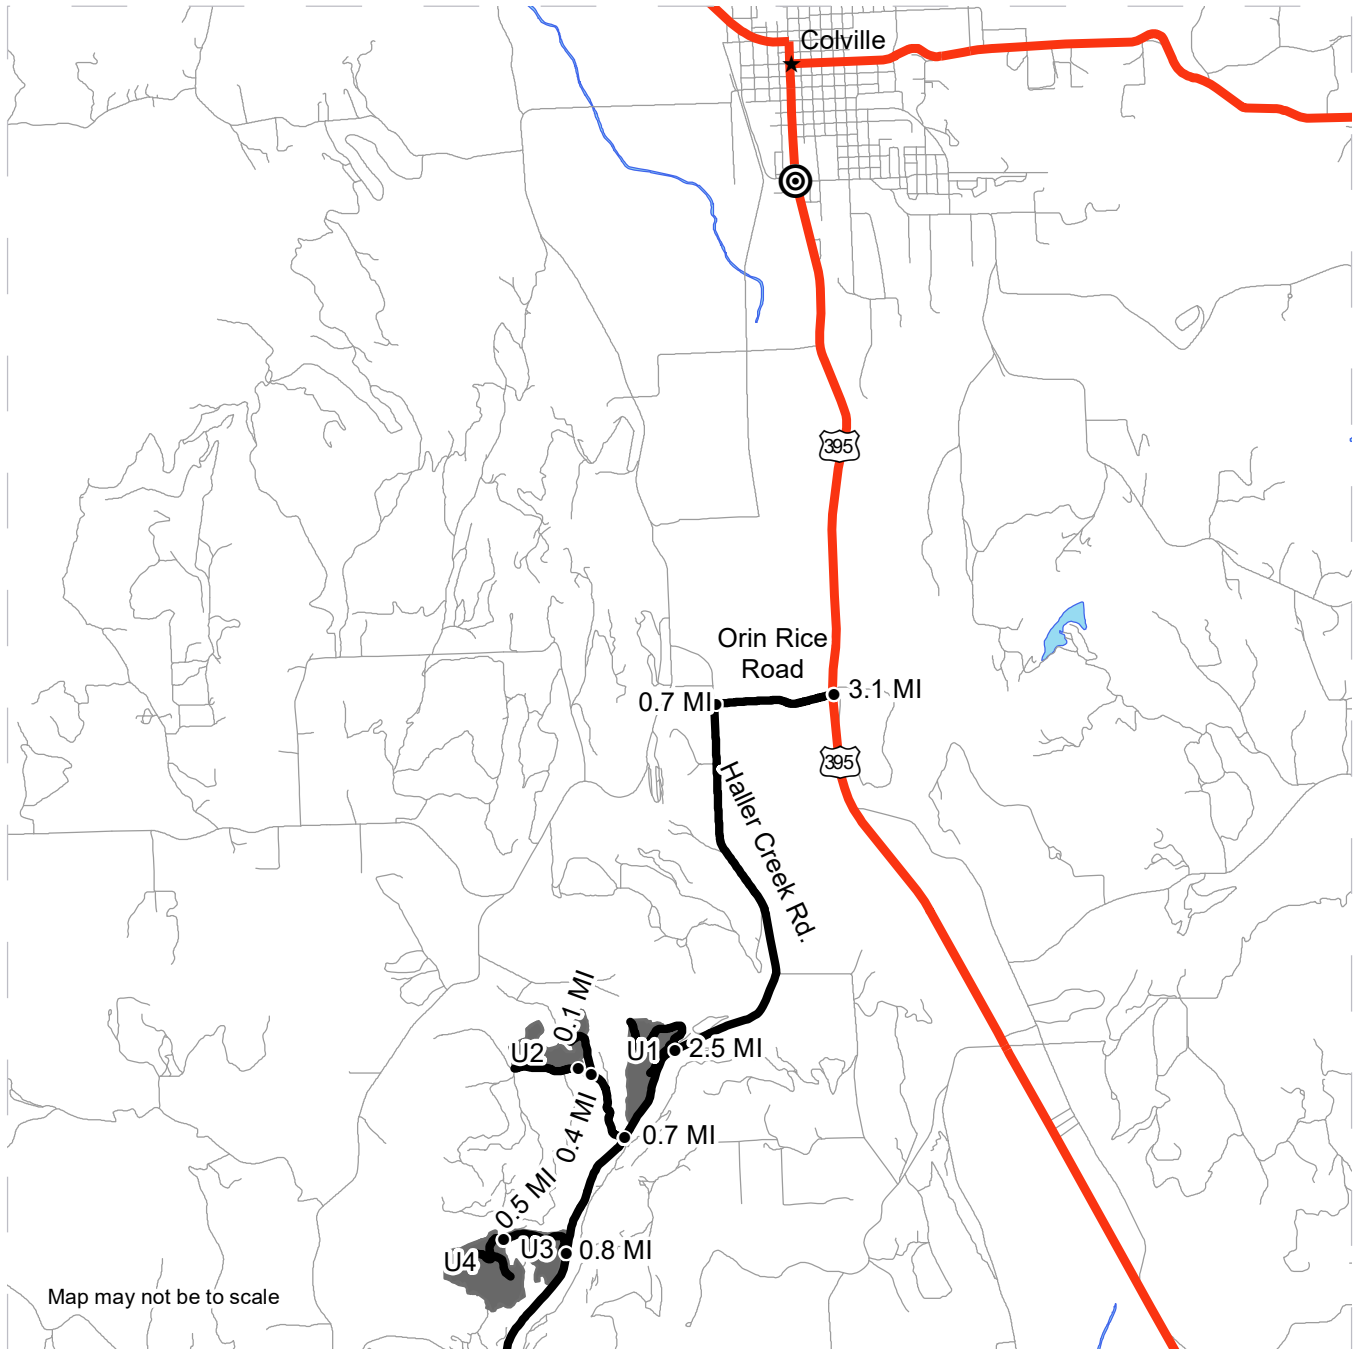 Colville
395
Orin Rice
Road
0.7 MI
3.1 MI
395
Haller Creek Rd.
0.1 MI
U2
U1
2.5 MI
0.4 MI
0.7 MI
0.5 MI
U3
0.8 MI
U4
Map may not be to scale